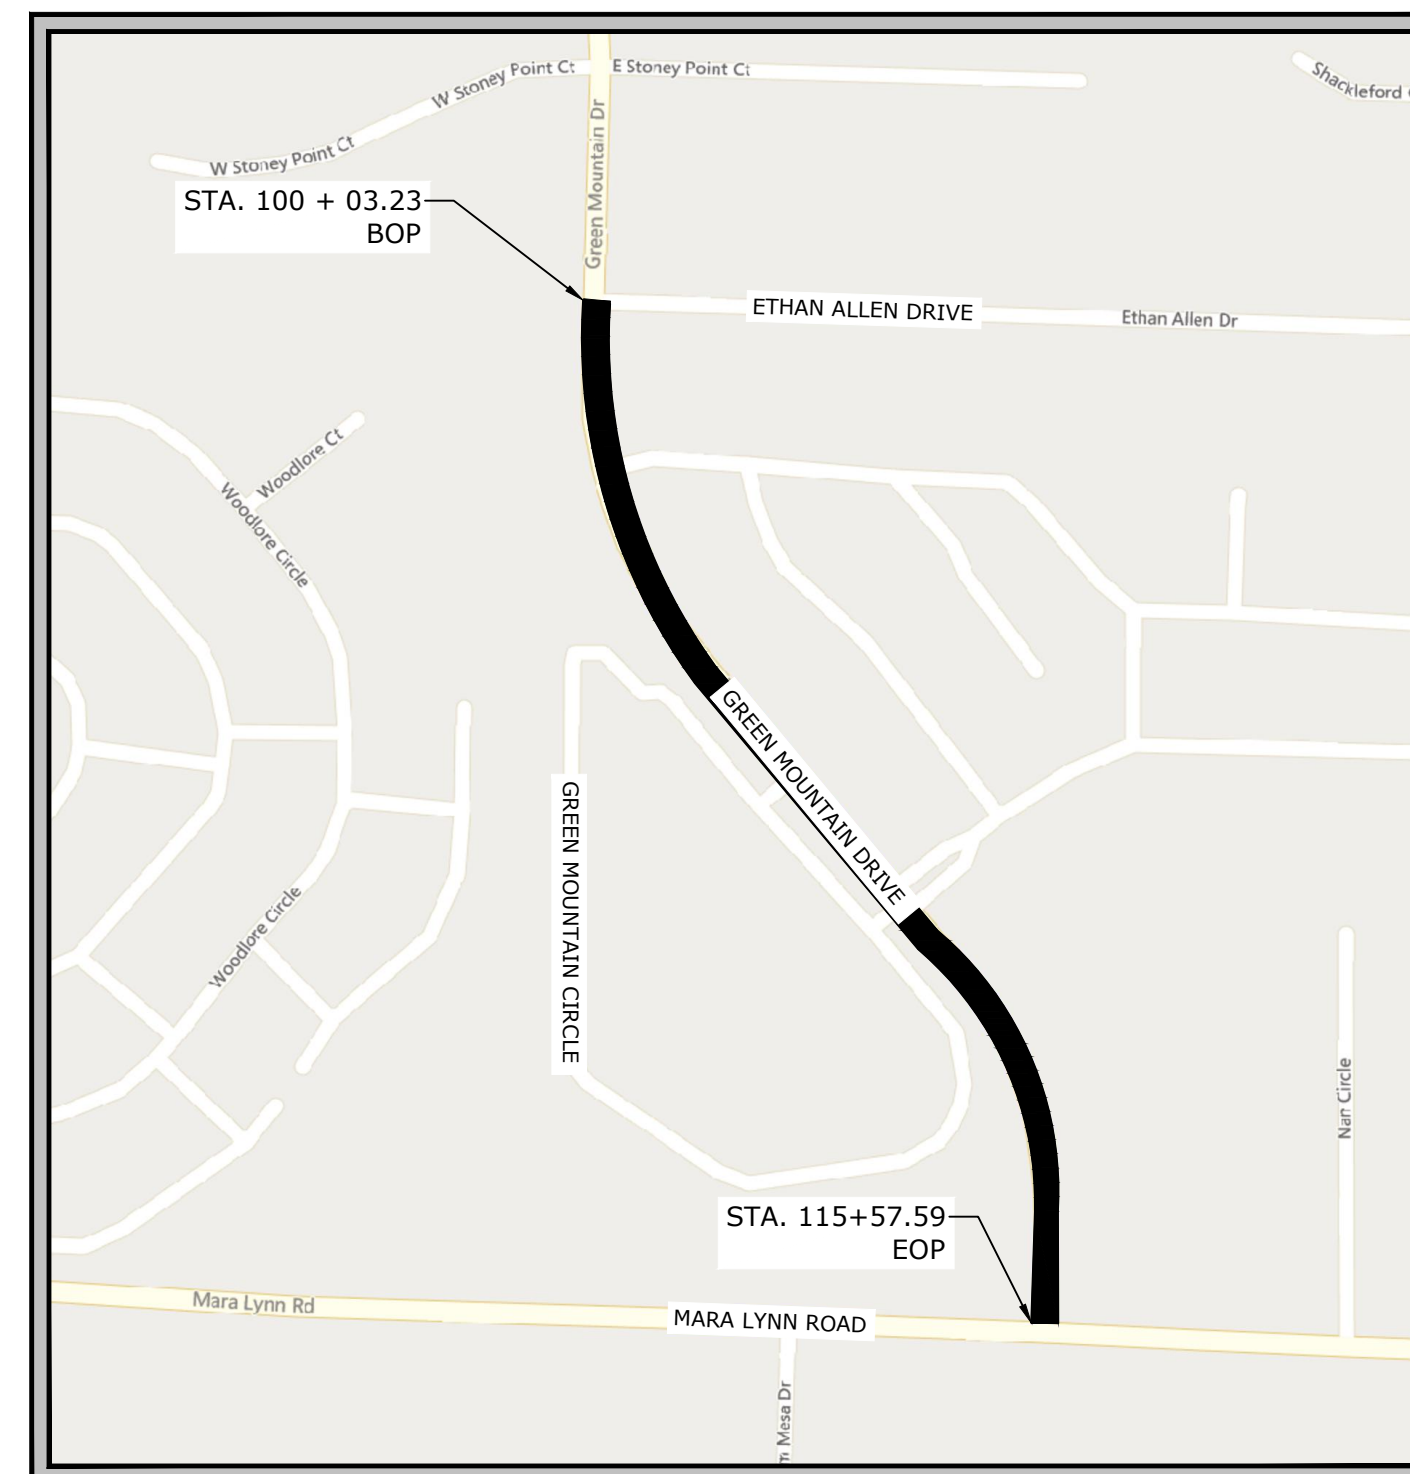 W Stoney Point Ct
E Stoney Point Ct
Shackleford
W Stoney Point Ct
Green Mountain Dr
STA. 100 + 03.23
BOP
ETHAN ALLEN DRIVE
Ethan Allen Dr
Woodlore Ct
Woodlore Circle
GREEN MOUNTAIN DRIVE
GREEN MOUNTAIN CIRCLE
Woodlore Circle
Nan Circle
STA. 115+57.59
EOP
Mara Lynn Rd
MARA LYNN ROAD
Mesa Dr